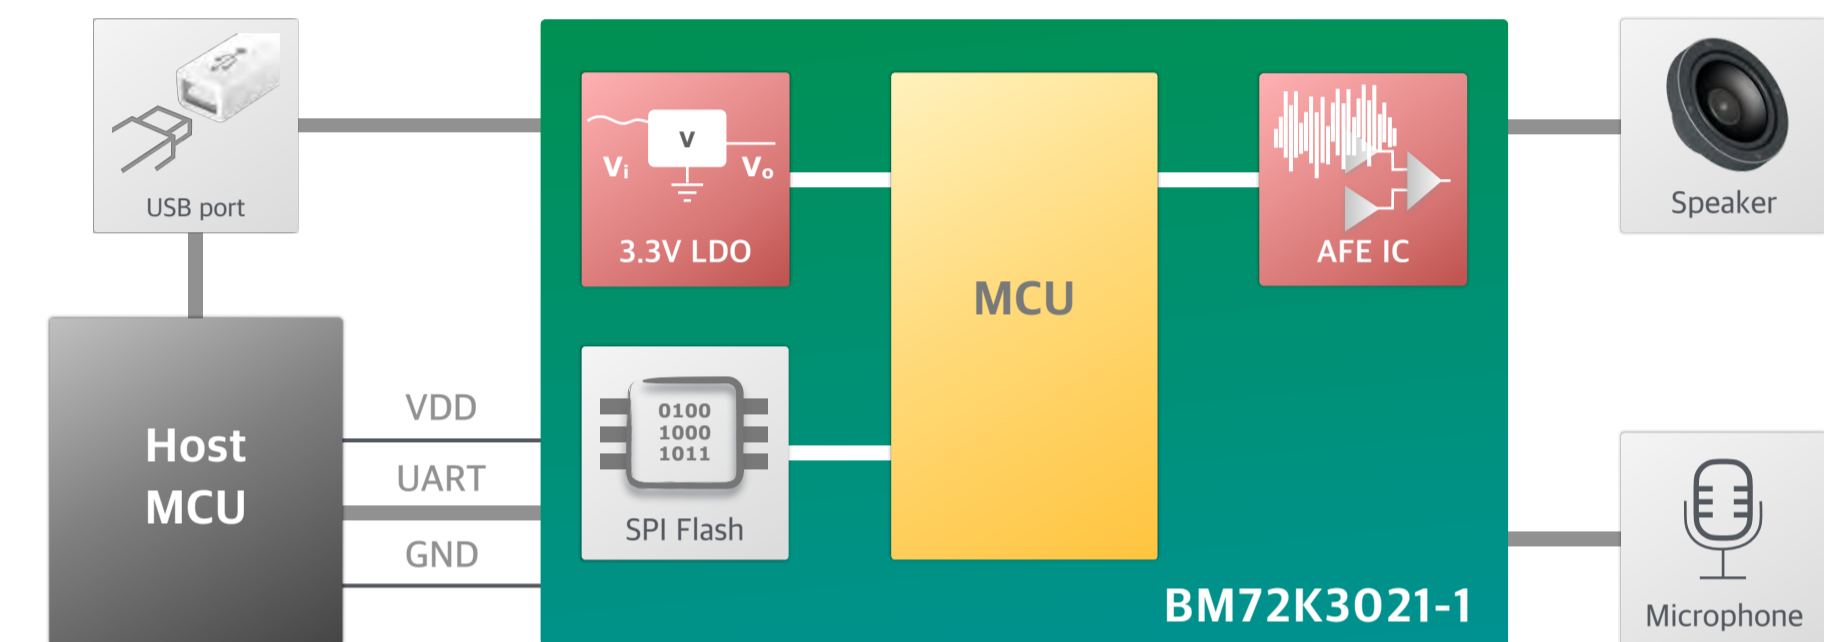 USB port
Host
MCU
VDD
UART
GND
V
Vi
Vo
3.3V LDO
0100
1000
1011
SPI Flash
MCU
AFE IC
BM72K3021-1
Speaker
Microphone